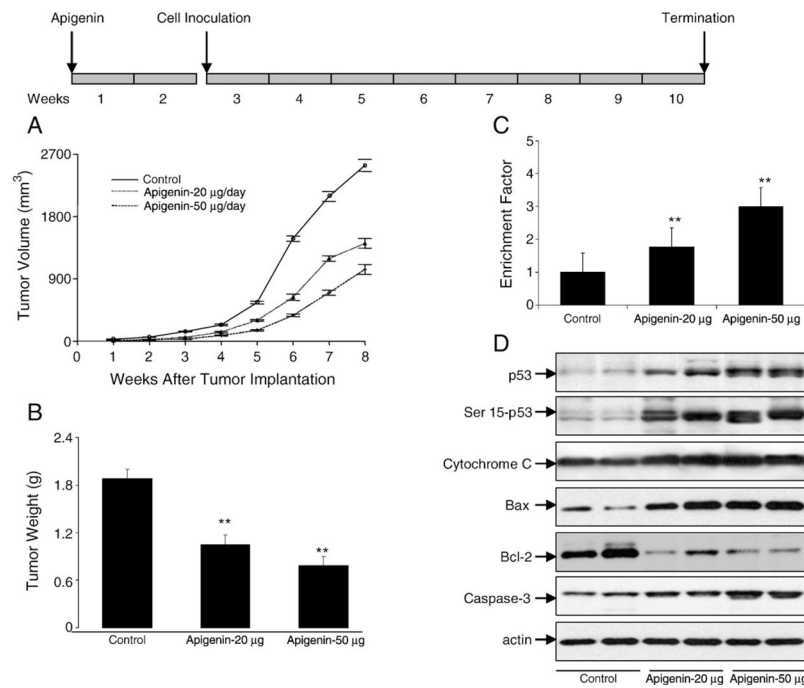 Apigenin Cell Inoculation Termination
Weeks 1 2 3 4 5 6 7 8 9 10
A
Tumor Volume (mm³)
2700
1800
900
0
Control
Apigenin-20 µg/day
Apigenin-50 µg/day
0 1 2 3 4 5 6 7 8
Weeks After Tumor Implantation
B
Tumor Weight (g)
2.4
1.8
1.2
0.6
0
**
**
Control Apigenin-20 µg Apigenin-50 µg
C
Enrichment Factor
5
4
3
2
1
0
**
**
Control Apigenin-20 µg Apigenin-50 µg
D
p53
Ser 15-p53
Cytochrome C
Bax
Bcl-2
Caspase-3
actin
Control Apigenin-20 µg Apigenin-50 µg